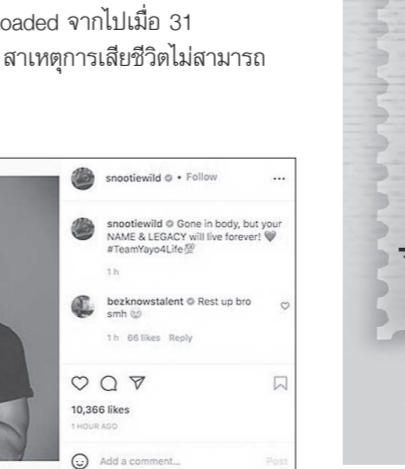 oaded จากไปเมื่อ 31
สาเหตุการเสียชีวิตไม่สามารถ
snootiewild • Follow
...
snootiewild Gone in body, but your
NAME & LEGACY will live forever! 🖤
#TeamYayo4Life💯
1 h
bezknowstalent Rest up bro
smh
1 h 66 likes Reply
10,366 likes
1 HOUR AGO
Add a comment...
Post